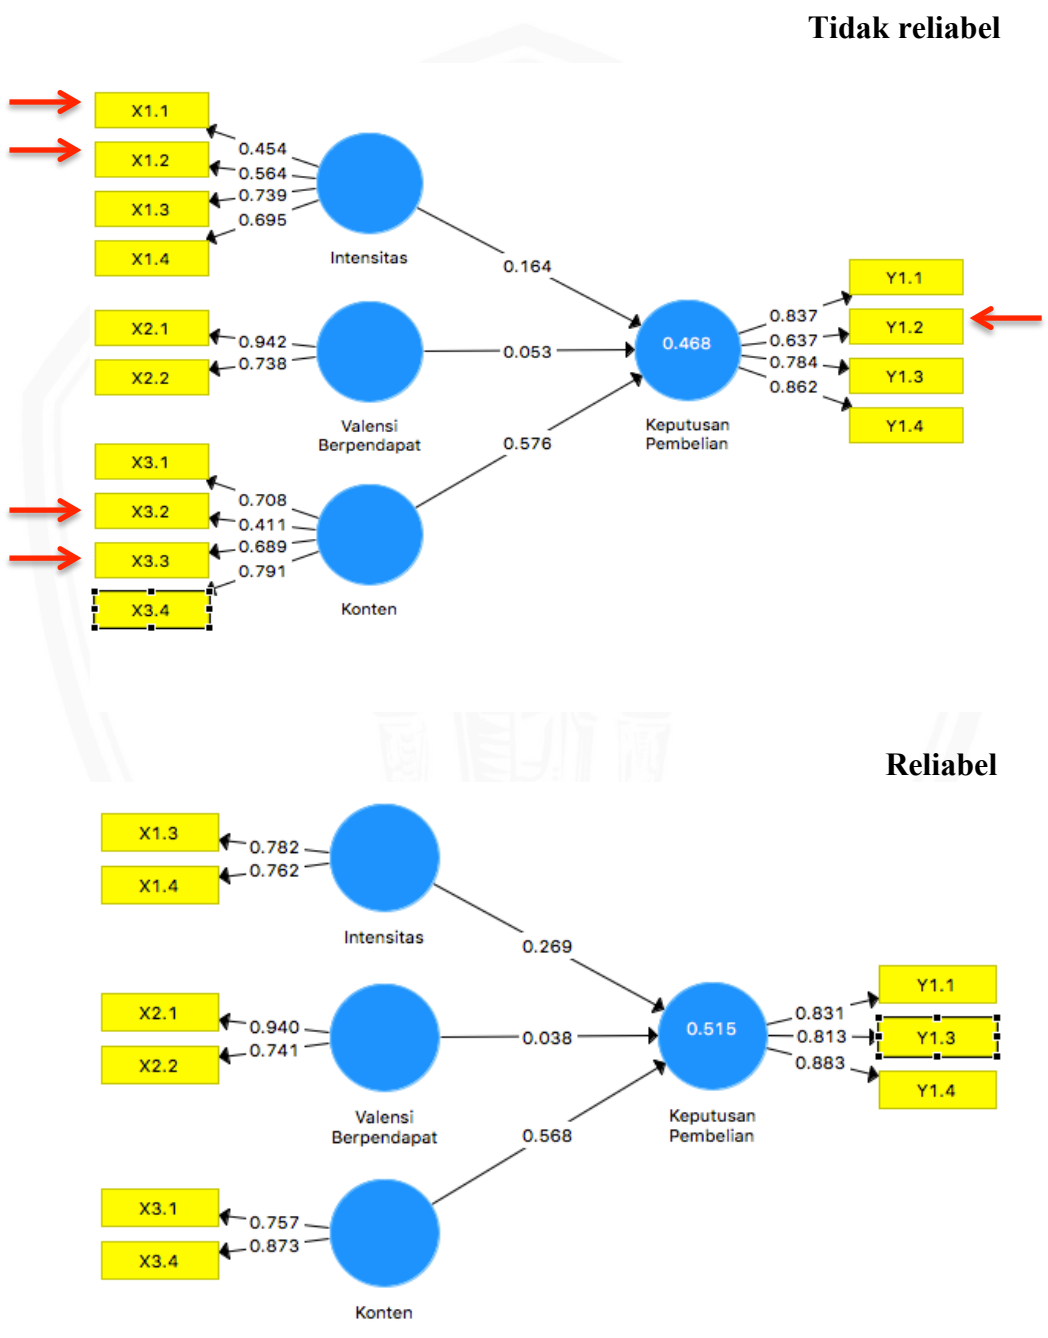 Tidak reliabel
X1.1
X1.2
X1.3
X1.4
0.454
0.564
0.739
0.695
Intensitas
0.164
X2.1
X2.2
0.942
0.738
Valensi
Berpendapat
0.053
X3.1
X3.2
X3.3
X3.4
0.708
0.411
0.689
0.791
Konten
0.576
0.468
Keputusan
Pembelian
0.837
0.637
0.784
0.862
Y1.1
Y1.2
Y1.3
Y1.4
Reliabel
X1.3
X1.4
0.782
0.762
Intensitas
0.269
X2.1
X2.2
0.940
0.741
Valensi
Berpendapat
0.038
X3.1
X3.4
0.757
0.873
Konten
0.568
0.515
Keputusan
Pembelian
0.831
0.813
0.883
Y1.1
Y1.3
Y1.4